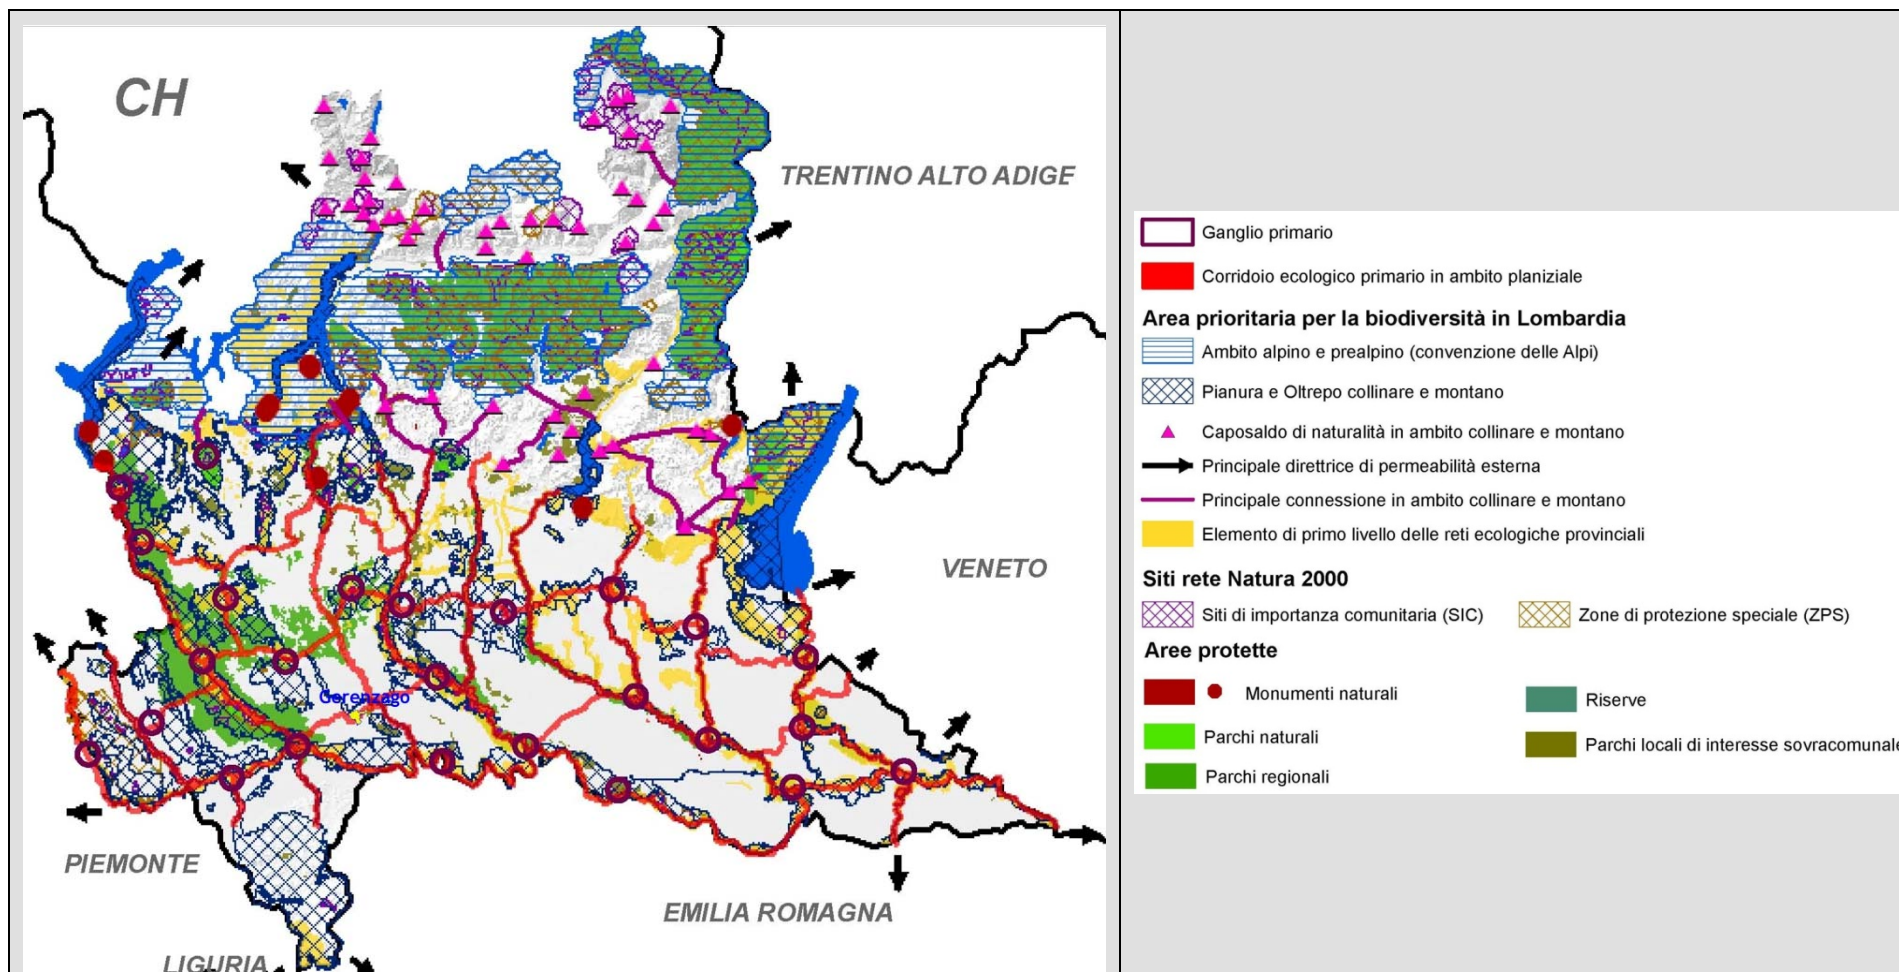 CH
TRENTINO ALTO ADIGE
VENETO
Gorenzago
PIEMONTE
EMILIA ROMAGNA
LIGURIA
Ganglio primario
Corridoio ecologico primario in ambito planiziale
Area prioritaria per la biodiversità in Lombardia
Ambito alpino e prealpino (convenzione delle Alpi)
Pianura e Oltrepo collinare e montano
Caposaldo di naturalità in ambito collinare e montano
Principale direttrice di permeabilità esterna
Principale connessione in ambito collinare e montano
Elemento di primo livello delle reti ecologiche provinciali
Siti rete Natura 2000
Siti di importanza comunitaria (SIC)
Zone di protezione speciale (ZPS)
Aree protette
Monumenti naturali
Riserve
Parchi naturali
Parchi locali di interesse sovracomunale
Parchi regionali